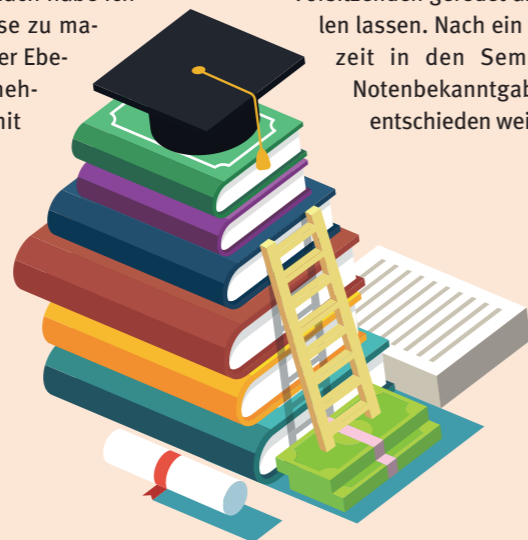 se zu ma-
er Ebe-
neh-
mit
len lassen. Nach ein
zeit in den Sem
Notenbekanntgab
entschieden wei